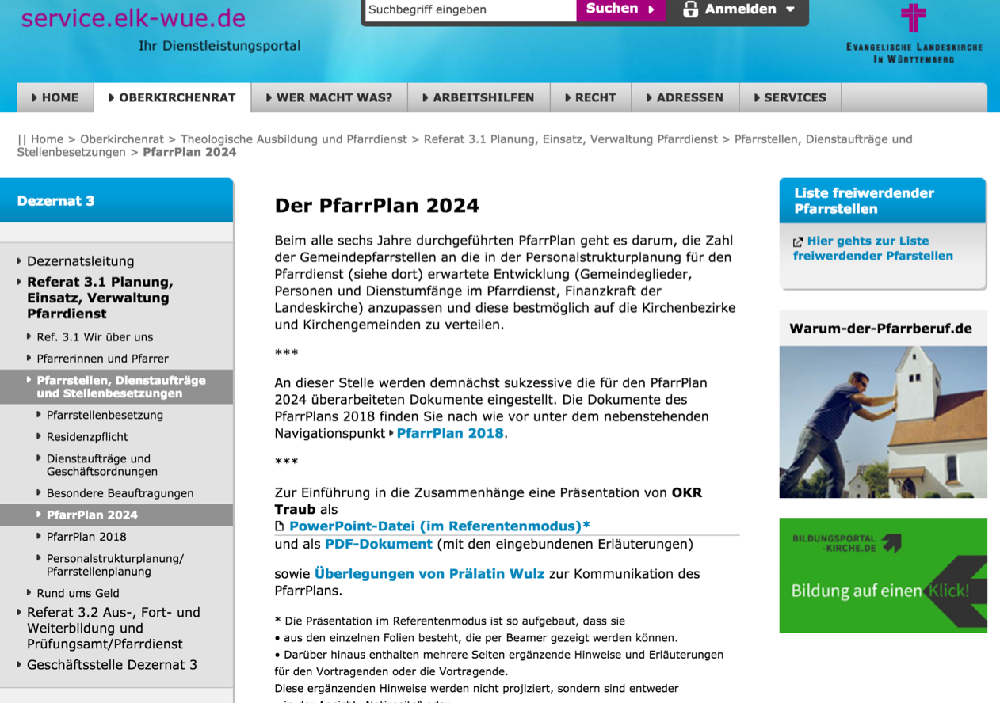 service.elk-wue.de
Ihr Dienstleistungsportal
Suchbegriff eingeben
Suchen
Anmelden
EVANGELISCHE LANDESKIRCHE
IN WÜRTTEMBERG
HOME
OBERKIRCHENRAT
WER MACHT WAS?
ARBEITSHILFEN
RECHT
ADRESSEN
SERVICES
|| Home > Oberkirchenrat > Theologische Ausbildung und Pfarrdienst > Referat 3.1 Planung, Einsatz, Verwaltung Pfarrdienst > Pfarrstellen, Dienstaufträge und
Stellenbesetzungen > PfarrPlan 2024
Dezernat 3
Dezernatsleitung
Referat 3.1 Planung,
Einsatz, Verwaltung
Pfarrdienst
Ref. 3.1 Wir über uns
Pfarrerinnen und Pfarrer
Pfarrstellen, Dienstaufträge
und Stellenbesetzungen
Pfarrstellenbesetzung
Residenzpflicht
Dienstaufträge und
Geschäftsordnungen
Besondere Beauftragungen
PfarrPlan 2024
PfarrPlan 2018
Personalstrukturplanung/
Pfarrstellenplanung
Rund ums Geld
Referat 3.2 Aus-, Fort- und
Weiterbildung und
Prüfungsamt/Pfarrdienst
Geschäftsstelle Dezernat 3
Der PfarrPlan 2024
Beim alle sechs Jahre durchgeführten PfarrPlan geht es darum, die Zahl
der Gemeindepfarrstellen an die in der Personalstrukturplanung für den
Pfarrdienst (siehe dort) erwartete Entwicklung (Gemeindeglieder,
Personen und Dienstumfänge im Pfarrdienst, Finanzkraft der
Landeskirche) anzupassen und diese bestmöglich auf die Kirchenbezirke
und Kirchengemeinden zu verteilen.
***
An dieser Stelle werden demnächst sukzessive die für den PfarrPlan
2024 überarbeiteten Dokumente eingestellt. Die Dokumente des
PfarrPlans 2018 finden Sie nach wie vor unter dem nebenstehenden
Navigationspunkt PfarrPlan 2018.
***
Zur Einführung in die Zusammenhänge eine Präsentation von OKR
Traub als
PowerPoint-Datei (im Referentenmodus)*
und als PDF-Dokument (mit den eingebundenen Erläuterungen)
sowie Überlegungen von Prälatin Wulz zur Kommunikation des
PfarrPlans.
* Die Präsentation im Referentenmodus ist so aufgebaut, dass sie
• aus den einzelnen Folien besteht, die per Beamer gezeigt werden können.
• Darüber hinaus enthalten mehrere Seiten ergänzende Hinweise und Erläuterungen
für den Vortragenden oder die Vortragende.
Diese ergänzenden Hinweise werden nicht projiziert, sondern sind entweder
Liste freiwerdender
Pfarrstellen
Hier gehts zur Liste
freiwerdender Pfarstellen
Warum-der-Pfarrberuf.de
BILDUNGSPORTAL
-KIRCHE.DE
Bildung auf einen Klick!